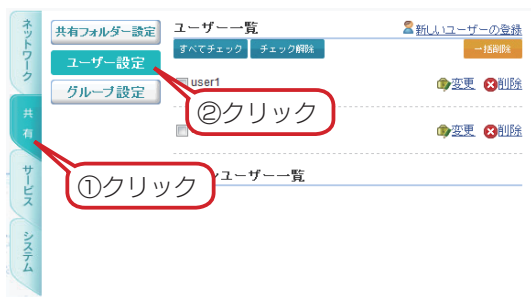 ネットワーク
共有
サービス
システム
共有フォルダー設定
ユーザー設定
グループ設定
ユーザー一覧
新しいユーザーの登録
すべてチェック
チェック解除
一括削除
user1
変更
削除
②クリック
変更
削除
①クリック
ユーザー一覧